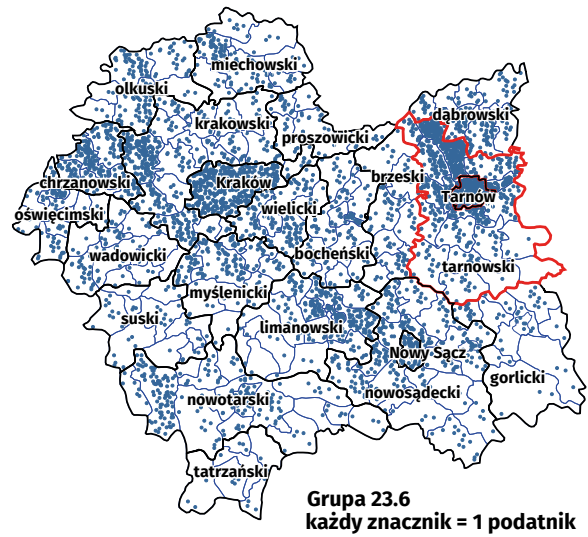 miechowski
olkuski
dąbrowski
krakowski
proszowicki
chrzanowski
Kraków
brzeski
Tarnów
oświęcimski
wielicki
wadowicki
bocheński
tarnowski
myślenicki
suski
limanowski
Nowy Sącz
gorlicki
nowotarski
nowosądecki
tatrzański
Grupa 23.6
każdy znacznik = 1 podatnik